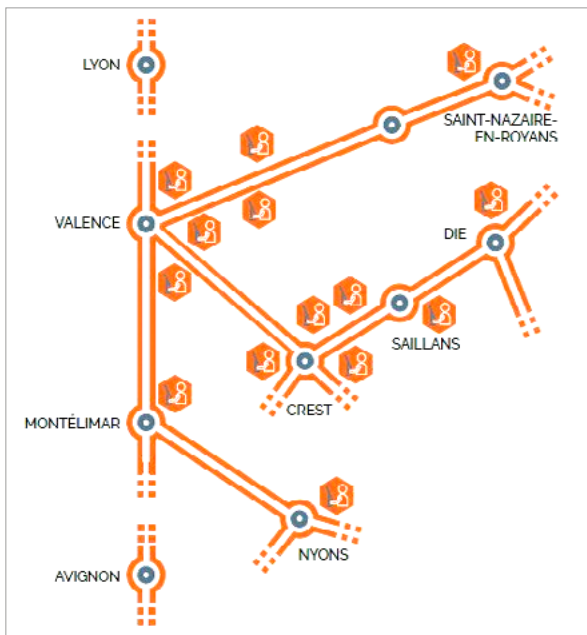 LYON
SAINT-NAZAIRE-
EN-ROYANS
VALENCE
DIE
SAILLANS
CREST
MONTÉLIMAR
NYONS
AVIGNON